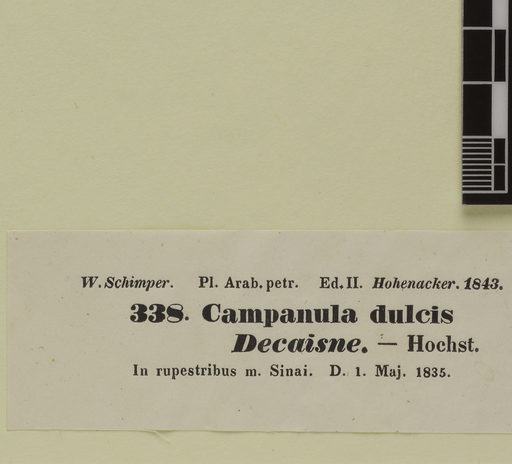 W. Schimper. Pl. Arab. petr. Ed. II. Hohenacker. 1843.
338. Campanula dulcis
Decaisne. — Hochst.
In rupestribus m. Sinai. D. 1. Maj. 1835.